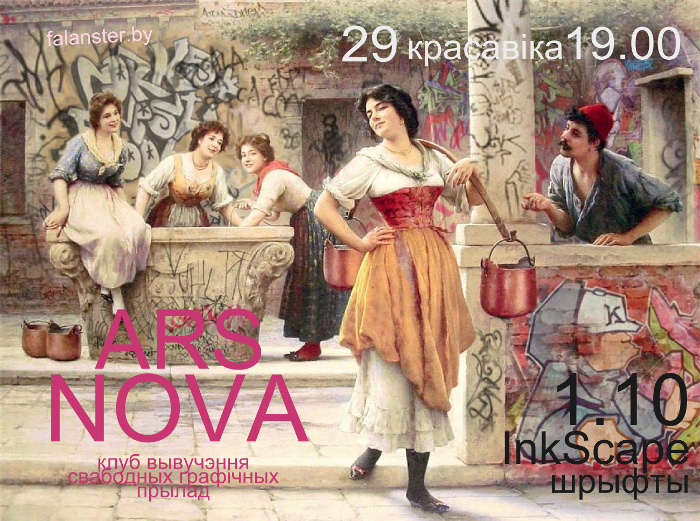 falanster.by
29 красавіка 19.00
ARS
NOVA
клуб вывучэння
свабодных графічных
прылад
1.10
InkScape
шрыфты
K